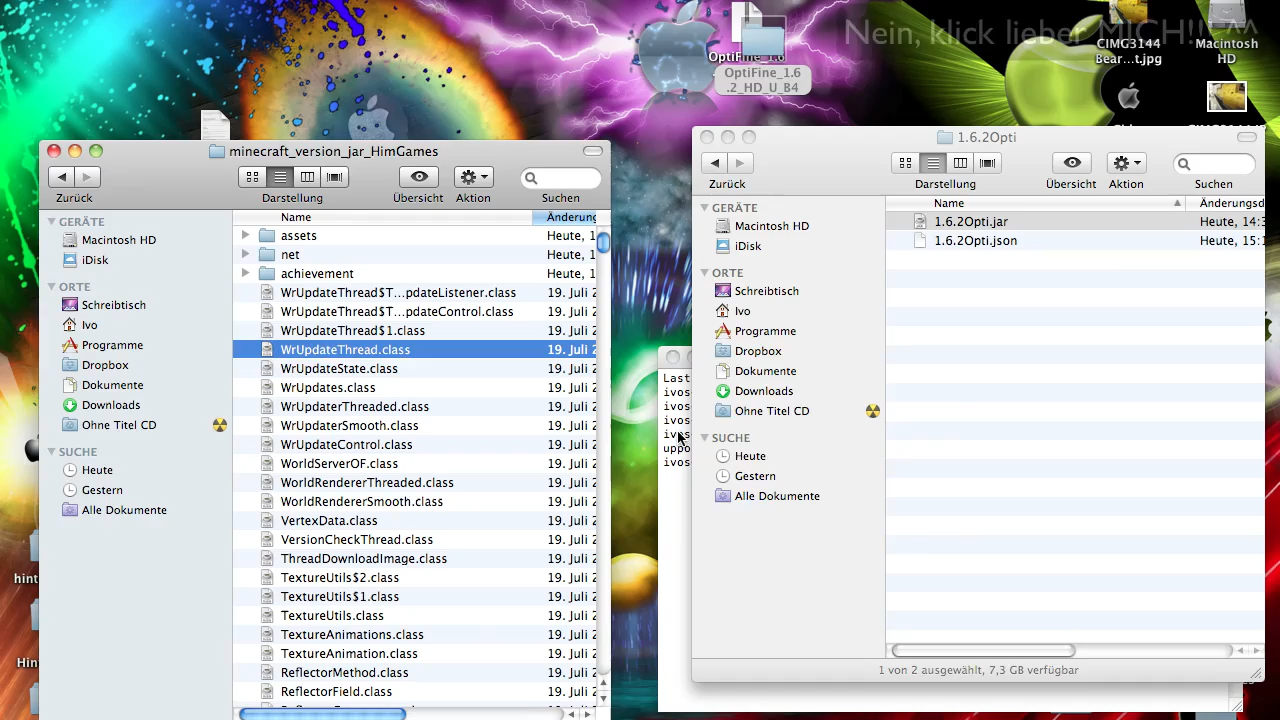 Nein, klick lieber MICH!!
OptiFine_1.6
OptiFine_1.6
.2_HD_U_B4
CIMG3144
Bear...t.jpg
Macintosh
HD
minecraft_version_jar_HimGames
Zurück
Darstellung
Übersicht
Aktion
Suchen
GERÄTE
Macintosh HD
iDisk
ORTE
Schreibtisch
Ivo
Programme
Dropbox
Dokumente
Downloads
Ohne Titel CD
SUCHE
Heute
Gestern
Alle Dokumente
Name
Änderung
assets
Heute, 1
net
Heute, 1
achievement
Heute, 1
WrUpdateThread$T...pdateListener.class
19. Juli 2
WrUpdateThread$T...pdateControl.class
19. Juli 2
WrUpdateThread$1.class
19. Juli 2
WrUpdateThread.class
19. Juli 2
WrUpdateState.class
19. Juli 2
WrUpdates.class
19. Juli 2
WrUpdaterThreaded.class
19. Juli 2
WrUpdaterSmooth.class
19. Juli 2
WrUpdateControl.class
19. Juli 2
WorldServerOF.class
19. Juli 2
WorldRendererThreaded.class
19. Juli 2
WorldRendererSmooth.class
19. Juli 2
VertexData.class
19. Juli 2
VersionCheckThread.class
19. Juli 2
ThreadDownloadImage.class
19. Juli 2
TextureUtils$2.class
19. Juli 2
TextureUtils$1.class
19. Juli 2
TextureUtils.class
19. Juli 2
TextureAnimations.class
19. Juli 2
TextureAnimation.class
19. Juli 2
ReflectorMethod.class
19. Juli 2
ReflectorField.class
19. Juli 2
hint
Hin
Last
ivos
ivos
ivos
ivos
uppo
ivos
1.6.2Opti
Zurück
Darstellung
Übersicht
Aktion
Suchen
GERÄTE
Macintosh HD
iDisk
ORTE
Schreibtisch
Ivo
Programme
Dropbox
Dokumente
Downloads
Ohne Titel CD
SUCHE
Heute
Gestern
Alle Dokumente
Name
Änderungsd
1.6.2Opti.jar
Heute, 14:3
1.6.2Opti.json
Heute, 15:1
1 von 2 ausgewählt, 7,3 GB verfügbar